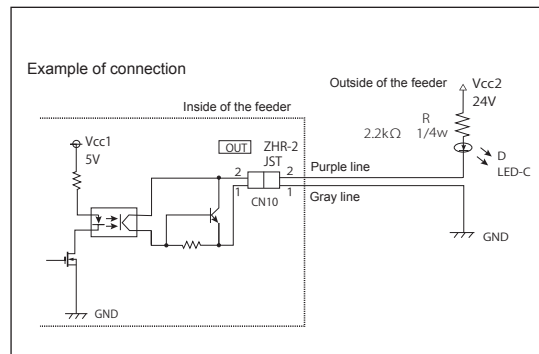 Example of connection
Outside of the feeder
Vcc2
24V
Inside of the feeder
R
2.2kΩ 1/4w
Vcc1
5V
OUT
ZHR-2
JST
D
LED-C
2 2
Purple line
1 1
Gray line
CN10
GND
GND